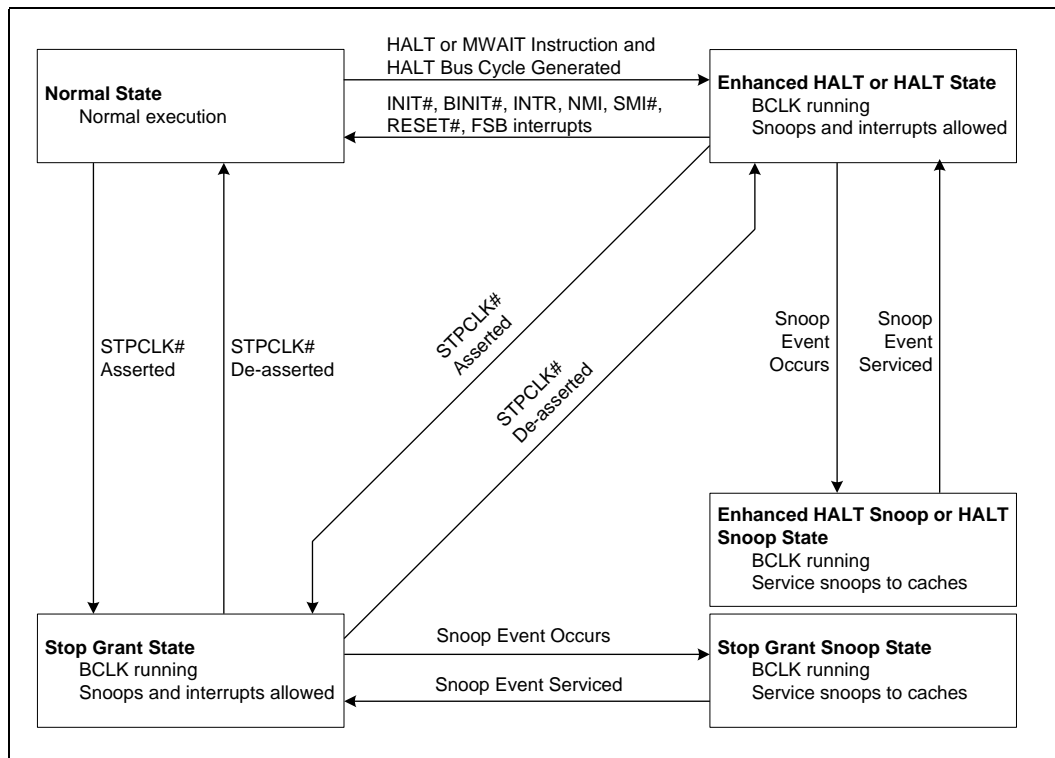 HALT or MWAIT Instruction and
HALT Bus Cycle Generated
Normal State
Normal execution
INIT#, BINIT#, INTR, NMI, SMI#,
RESET#, FSB interrupts
Enhanced HALT or HALT State
BCLK running
Snoops and interrupts allowed
STPCLK#
Asserted
STPCLK#
De-asserted
STPCLK#
Asserted
STPCLK#
De-asserted
Snoop
Event
Occurs
Snoop
Event
Serviced
Enhanced HALT Snoop or HALT
Snoop State
BCLK running
Service snoops to caches
Stop Grant State
BCLK running
Snoops and interrupts allowed
Snoop Event Occurs
Snoop Event Serviced
Stop Grant Snoop State
BCLK running
Service snoops to caches